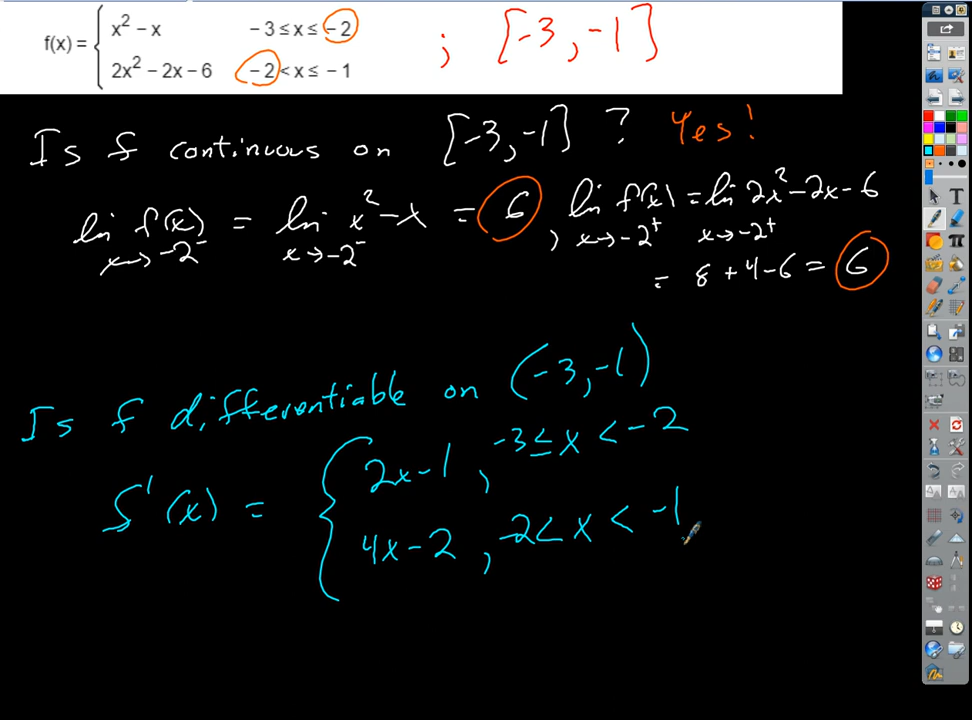 f(x) = { x² − x    − 3 ≤ x ≤ − 2
2x² − 2x − 6    − 2 < x ≤ − 1
; [-3, -1]
Is f continuous on [-3, -1] ? Yes!
lim x→-2⁻ f(x) = lim x→-2⁻ x² - x = 6 , lim x→-2⁺ f(x) = lim x→-2⁺ 2x² - 2x - 6
= 8 + 4 - 6 = 6
Is f differentiable on (-3, -1)
f'(x) = { 2x - 1 , -3 ≤ x < -2
4x - 2 , -2 < x < -1